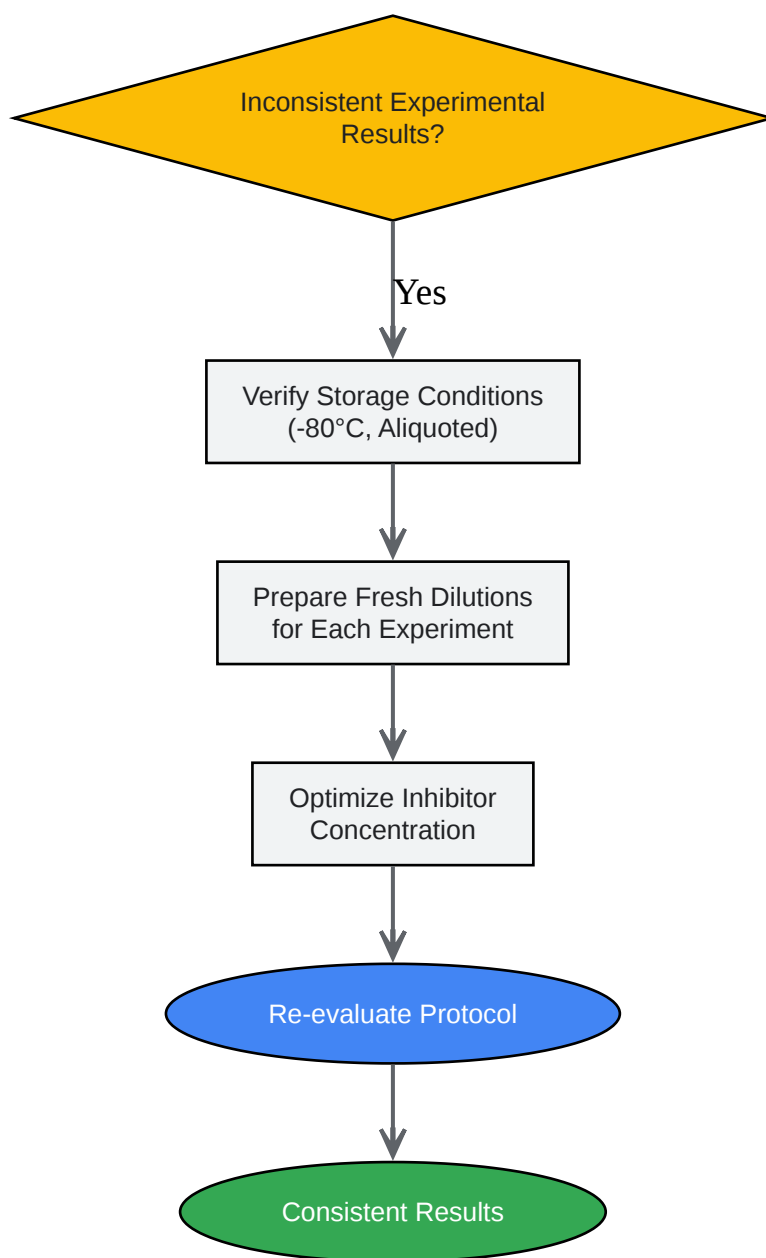 Inconsistent Experimental
Results?
Yes
Verify Storage Conditions
(-80°C, Aliquoted)
Prepare Fresh Dilutions
for Each Experiment
Optimize Inhibitor
Concentration
Re-evaluate Protocol
Consistent Results